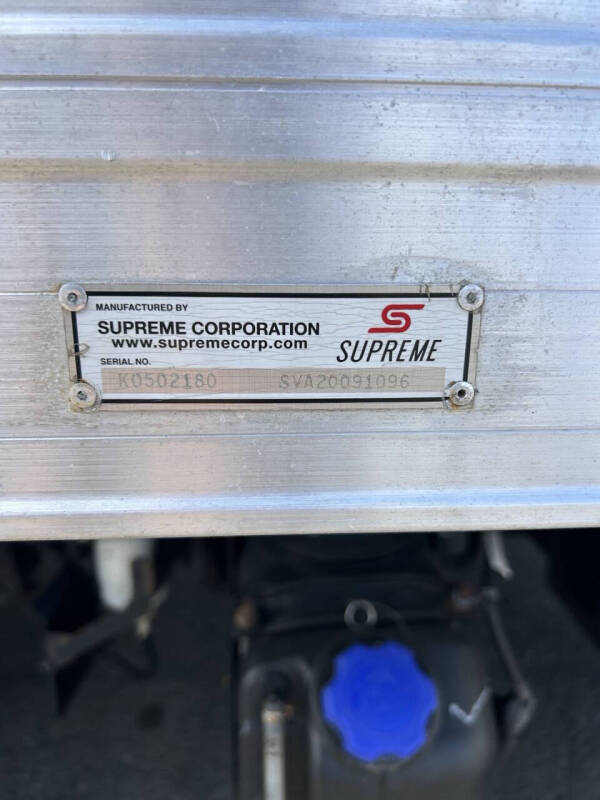 MANUFACTURED BY
SUPREME CORPORATION
www.supremecorp.com
SUPREME
SERIAL NO.
K0502180 SVA20091096